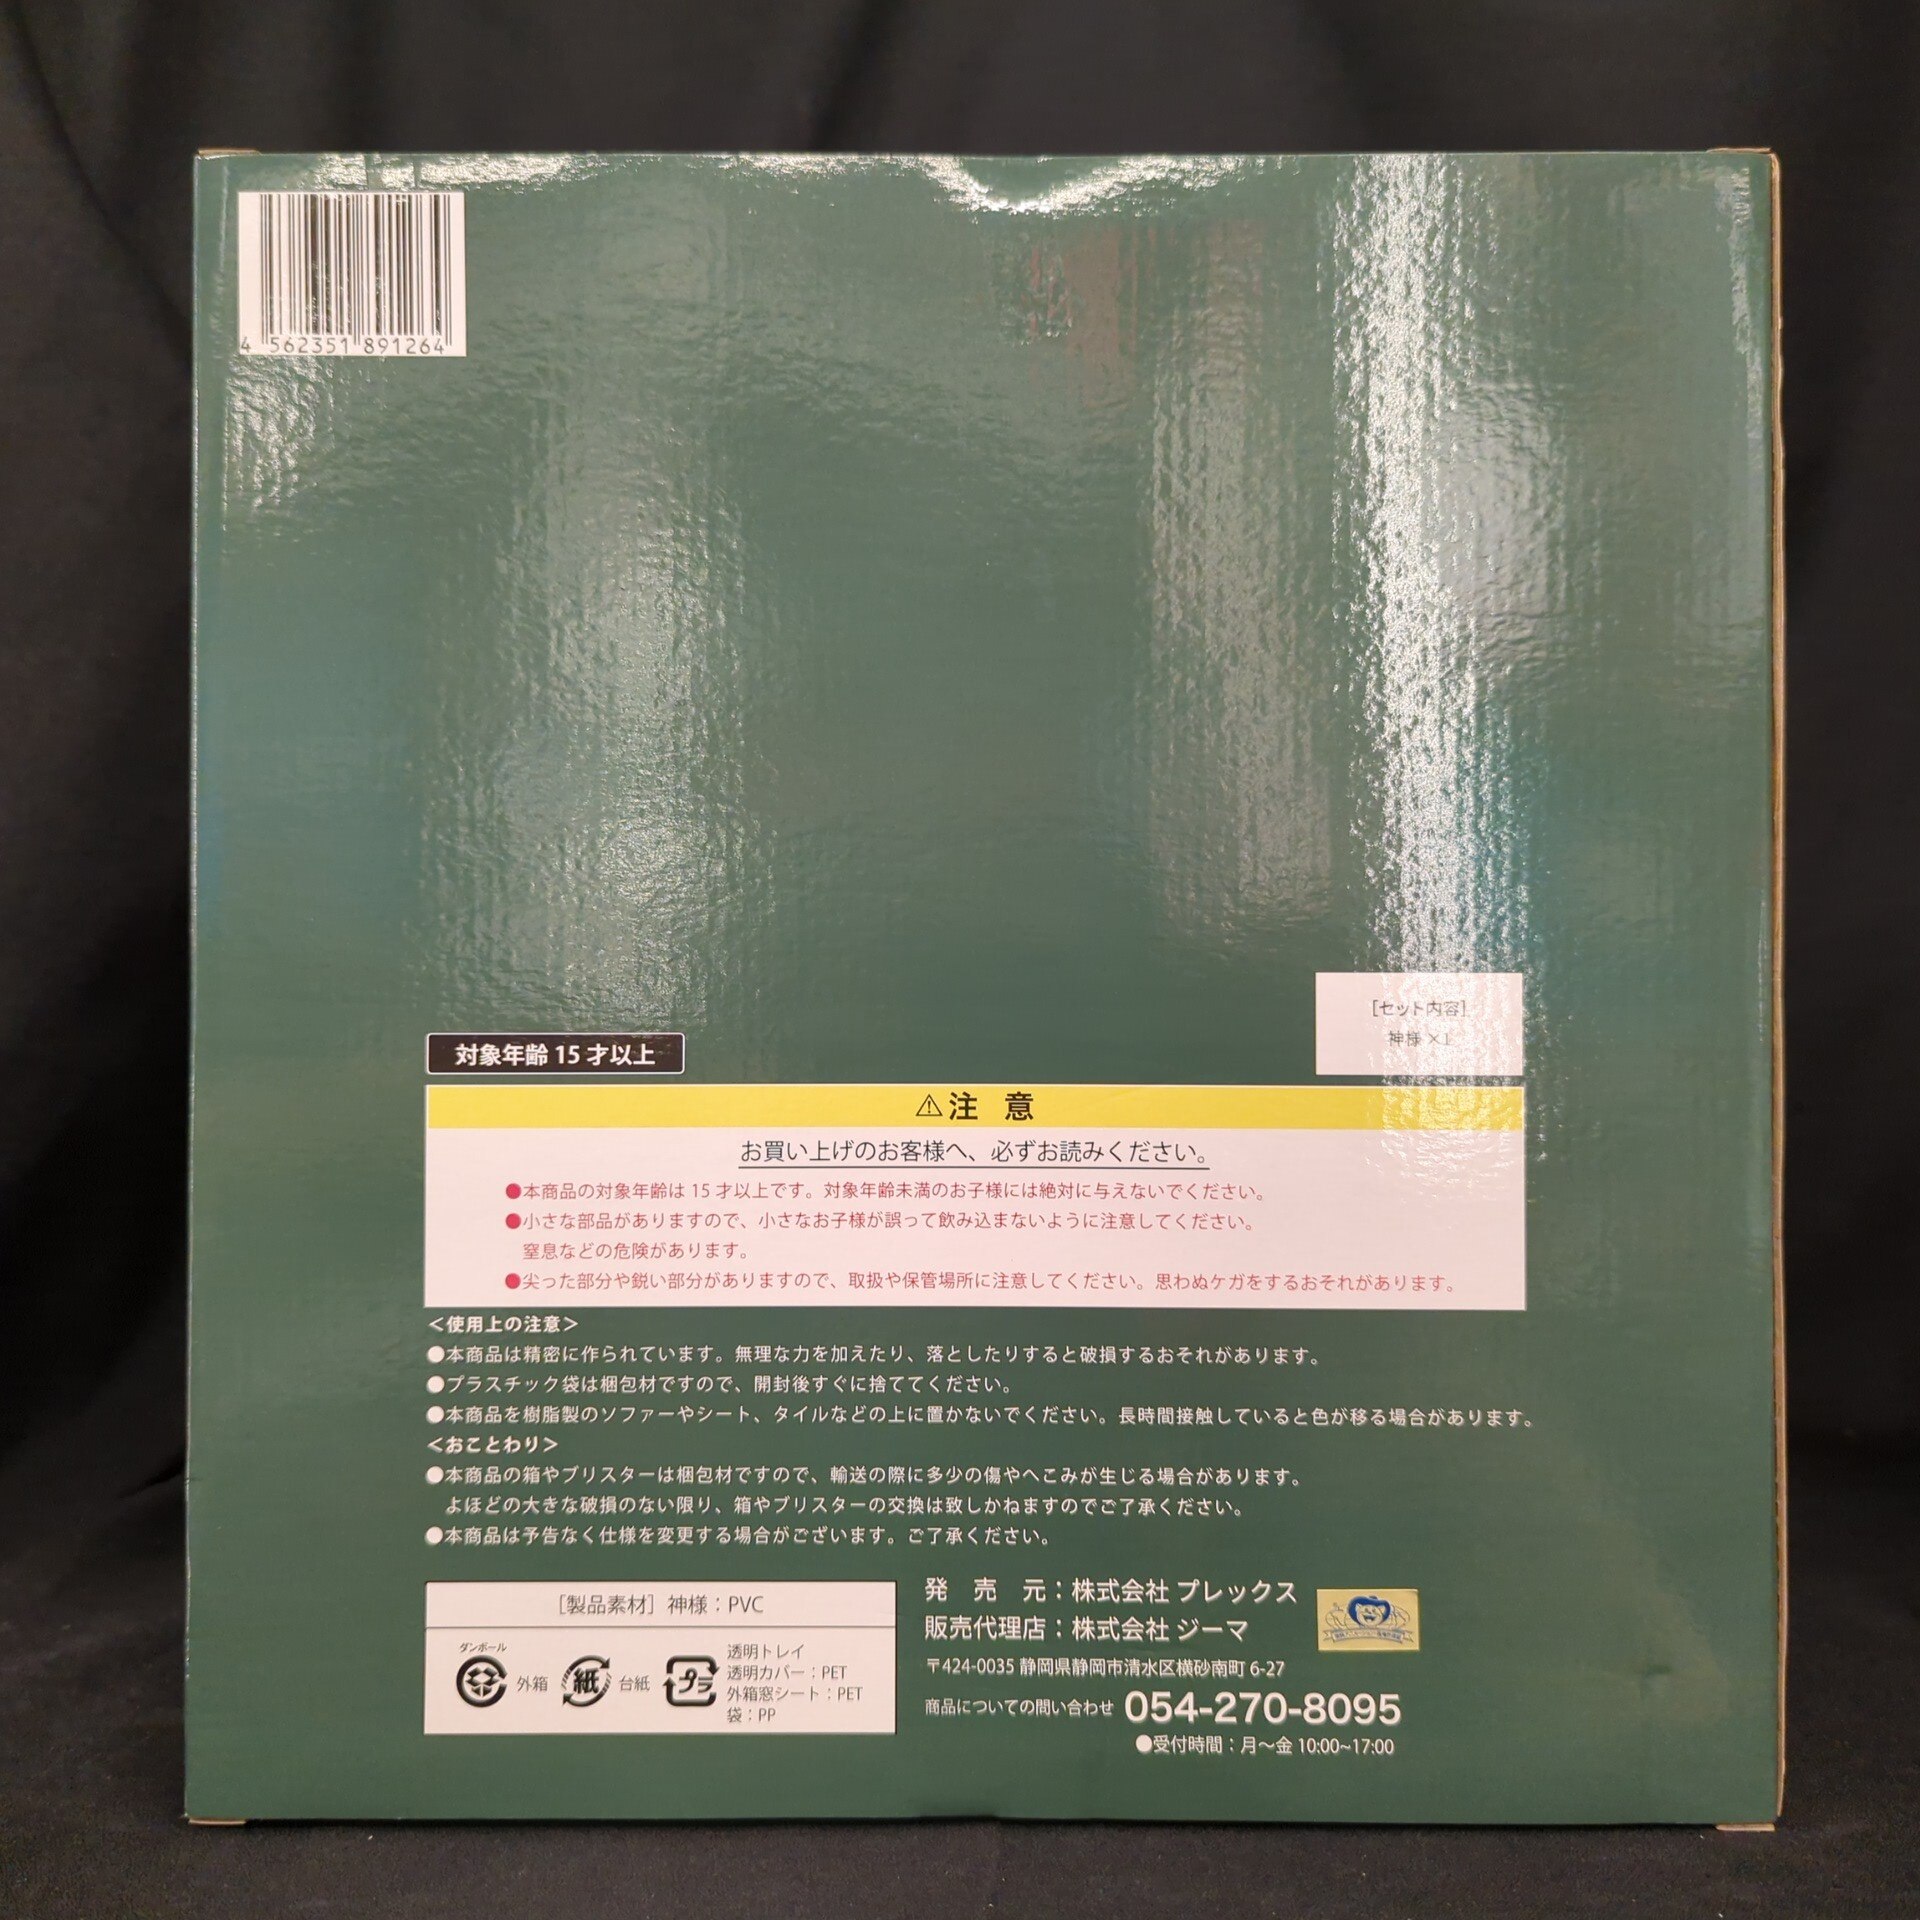 4 562351 891264
[セット内容]
神様×1
対象年齢 15 才以上
⚠注 意
お買い上げのお客様へ、必ずお読みください。
●本商品の対象年齢は 15 才以上です。対象年齢未満のお子様には絶対に与えないでください。
●小さな部品がありますので、小さなお子様が誤って飲み込まないように注意してください。
窒息などの危険があります。
●尖った部分や鋭い部分がありますので、取扱や保管場所に注意してください。思わぬケガをするおそれがあります。
＜使用上の注意＞
●本商品は精密に作られています。無理な力を加えたり、落としたりすると破損するおそれがあります。
●プラスチック袋は梱包材ですので、開封後すぐに捨ててください。
●本商品を樹脂製のソファーやシート、タイルなどの上に置かないでください。長時間接触していると色が移る場合があります。
＜おことわり＞
●本商品の箱やブリスターは梱包材ですので、輸送の際に多少の傷やへこみが生じる場合があります。
よほどの大きな破損のない限り、箱やブリスターの交換は致しかねますのでご了承ください。
●本商品は予告なく仕様を変更する場合がございます。ご了承ください。
[製品素材] 神様：PVC
ダンボール
外箱
紙
台紙
プラ
透明トレイ
透明カバー：PET
外箱窓シート：PET
袋：PP
発 売 元：株式会社 プレックス
販売代理店：株式会社 ジーマ
〒424-0035 静岡県静岡市清水区横砂南町 6-27
商品についての問い合わせ 054-270-8095
●受付時間：月～金 10:00~17:00